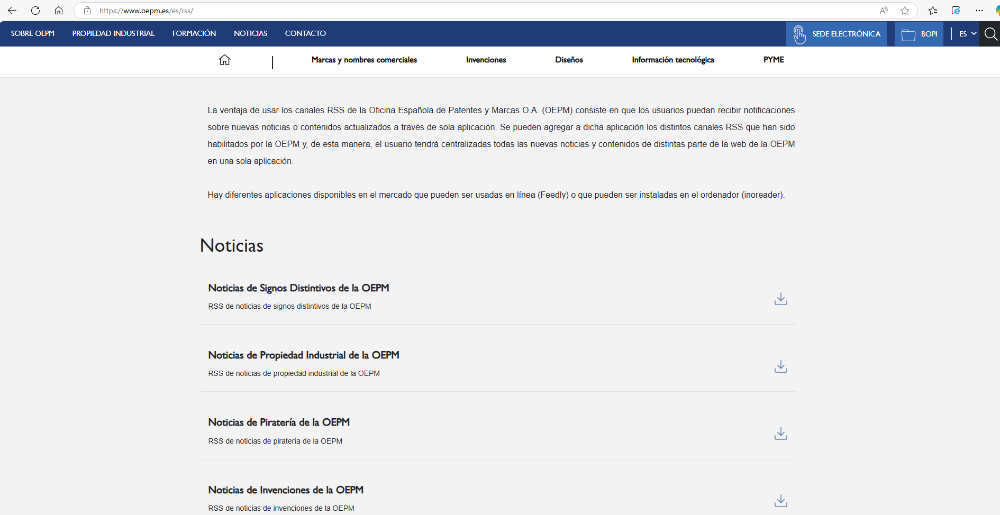 https://www.oepm.es/es/rss/
SOBRE OEPM PROPIEDAD INDUSTRIAL FORMACIÓN NOTICIAS CONTACTO SEDE ELECTRÓNICA BOPI ES
Marcas y nombres comerciales Invenciones Diseños Información tecnológica PYME
La ventaja de usar los canales RSS de la Oficina Española de Patentes y Marcas O.A. (OEPM) consiste en que los usuarios puedan recibir notificaciones
sobre nuevas noticias o contenidos actualizados a través de sola aplicación. Se pueden agregar a dicha aplicación los distintos canales RSS que han sido
habilitados por la OEPM y, de esta manera, el usuario tendrá centralizadas todas las nuevas noticias y contenidos de distintas parte de la web de la OEPM
en una sola aplicación.
Hay diferentes aplicaciones disponibles en el mercado que pueden ser usadas en línea (Feedly) o que pueden ser instaladas en el ordenador (inoreader).
Noticias
Noticias de Signos Distintivos de la OEPM
RSS de noticias de signos distintivos de la OEPM
Noticias de Propiedad Industrial de la OEPM
RSS de noticias de propiedad industrial de la OEPM
Noticias de Piratería de la OEPM
RSS de noticias de piratería de la OEPM
Noticias de Invenciones de la OEPM
RSS de noticias de invenciones de la OEPM